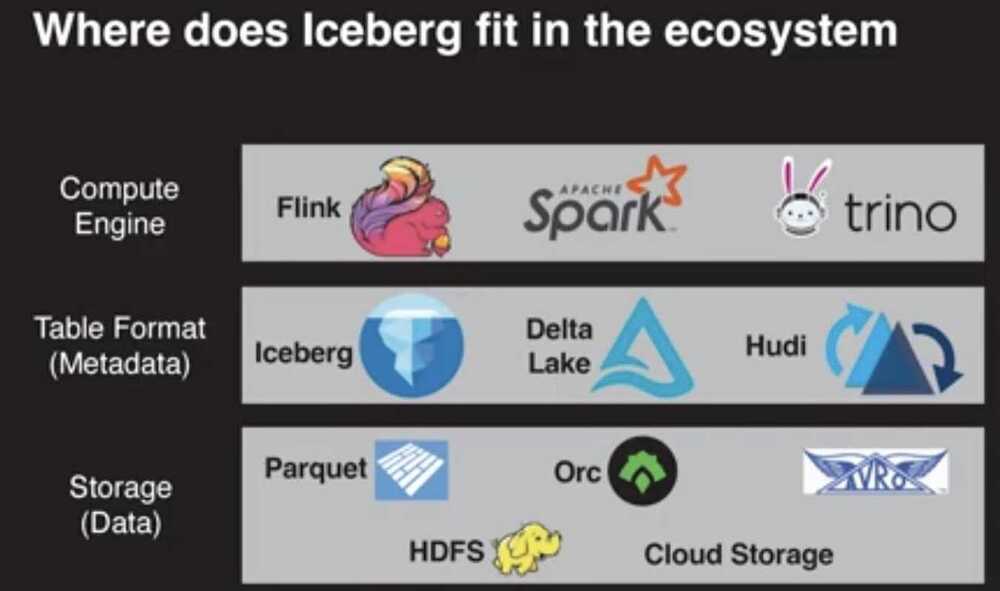 Where does Iceberg fit in the ecosystem
Compute
Engine
Flink
APACHE
Spark
trino
Table Format
(Metadata)
Iceberg
Delta
Lake
Hudi
Storage
(Data)
Parquet
Orc
AVRO
HDFS
Cloud Storage